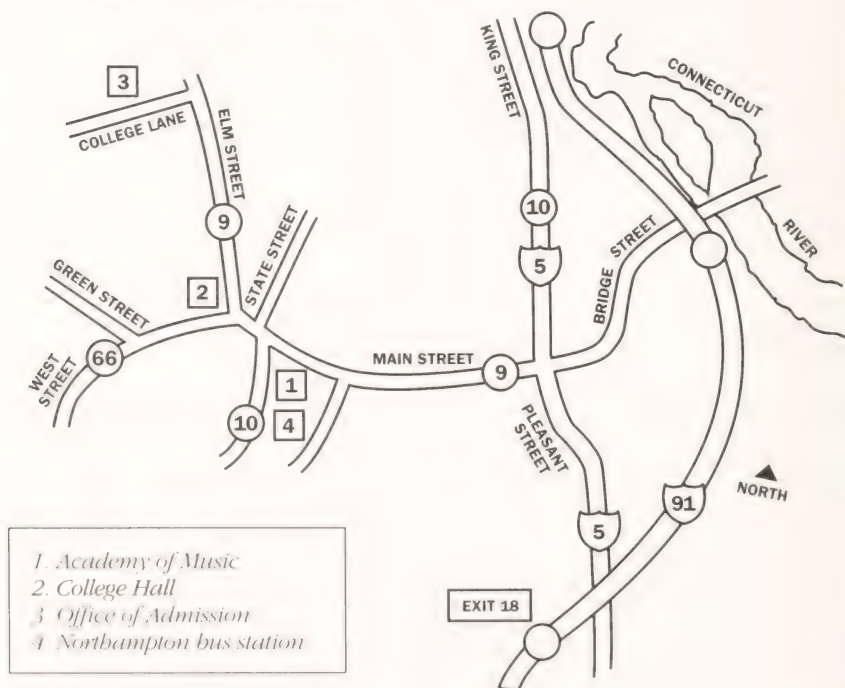 3
COLLEGE LANE
ELM STREET
9
KING STREET
CONNECTICUT
RIVER
10
5
BRIDGE STREET
STATE STREET
2
GREEN STREET
WEST
STREET
66
10
1
4
MAIN STREET
9
PLEASANT
STREET
5
91
NORTH
EXIT 18
1. Academy of Music
2. College Hall
3 Office of Admission
4 Northampton bus station